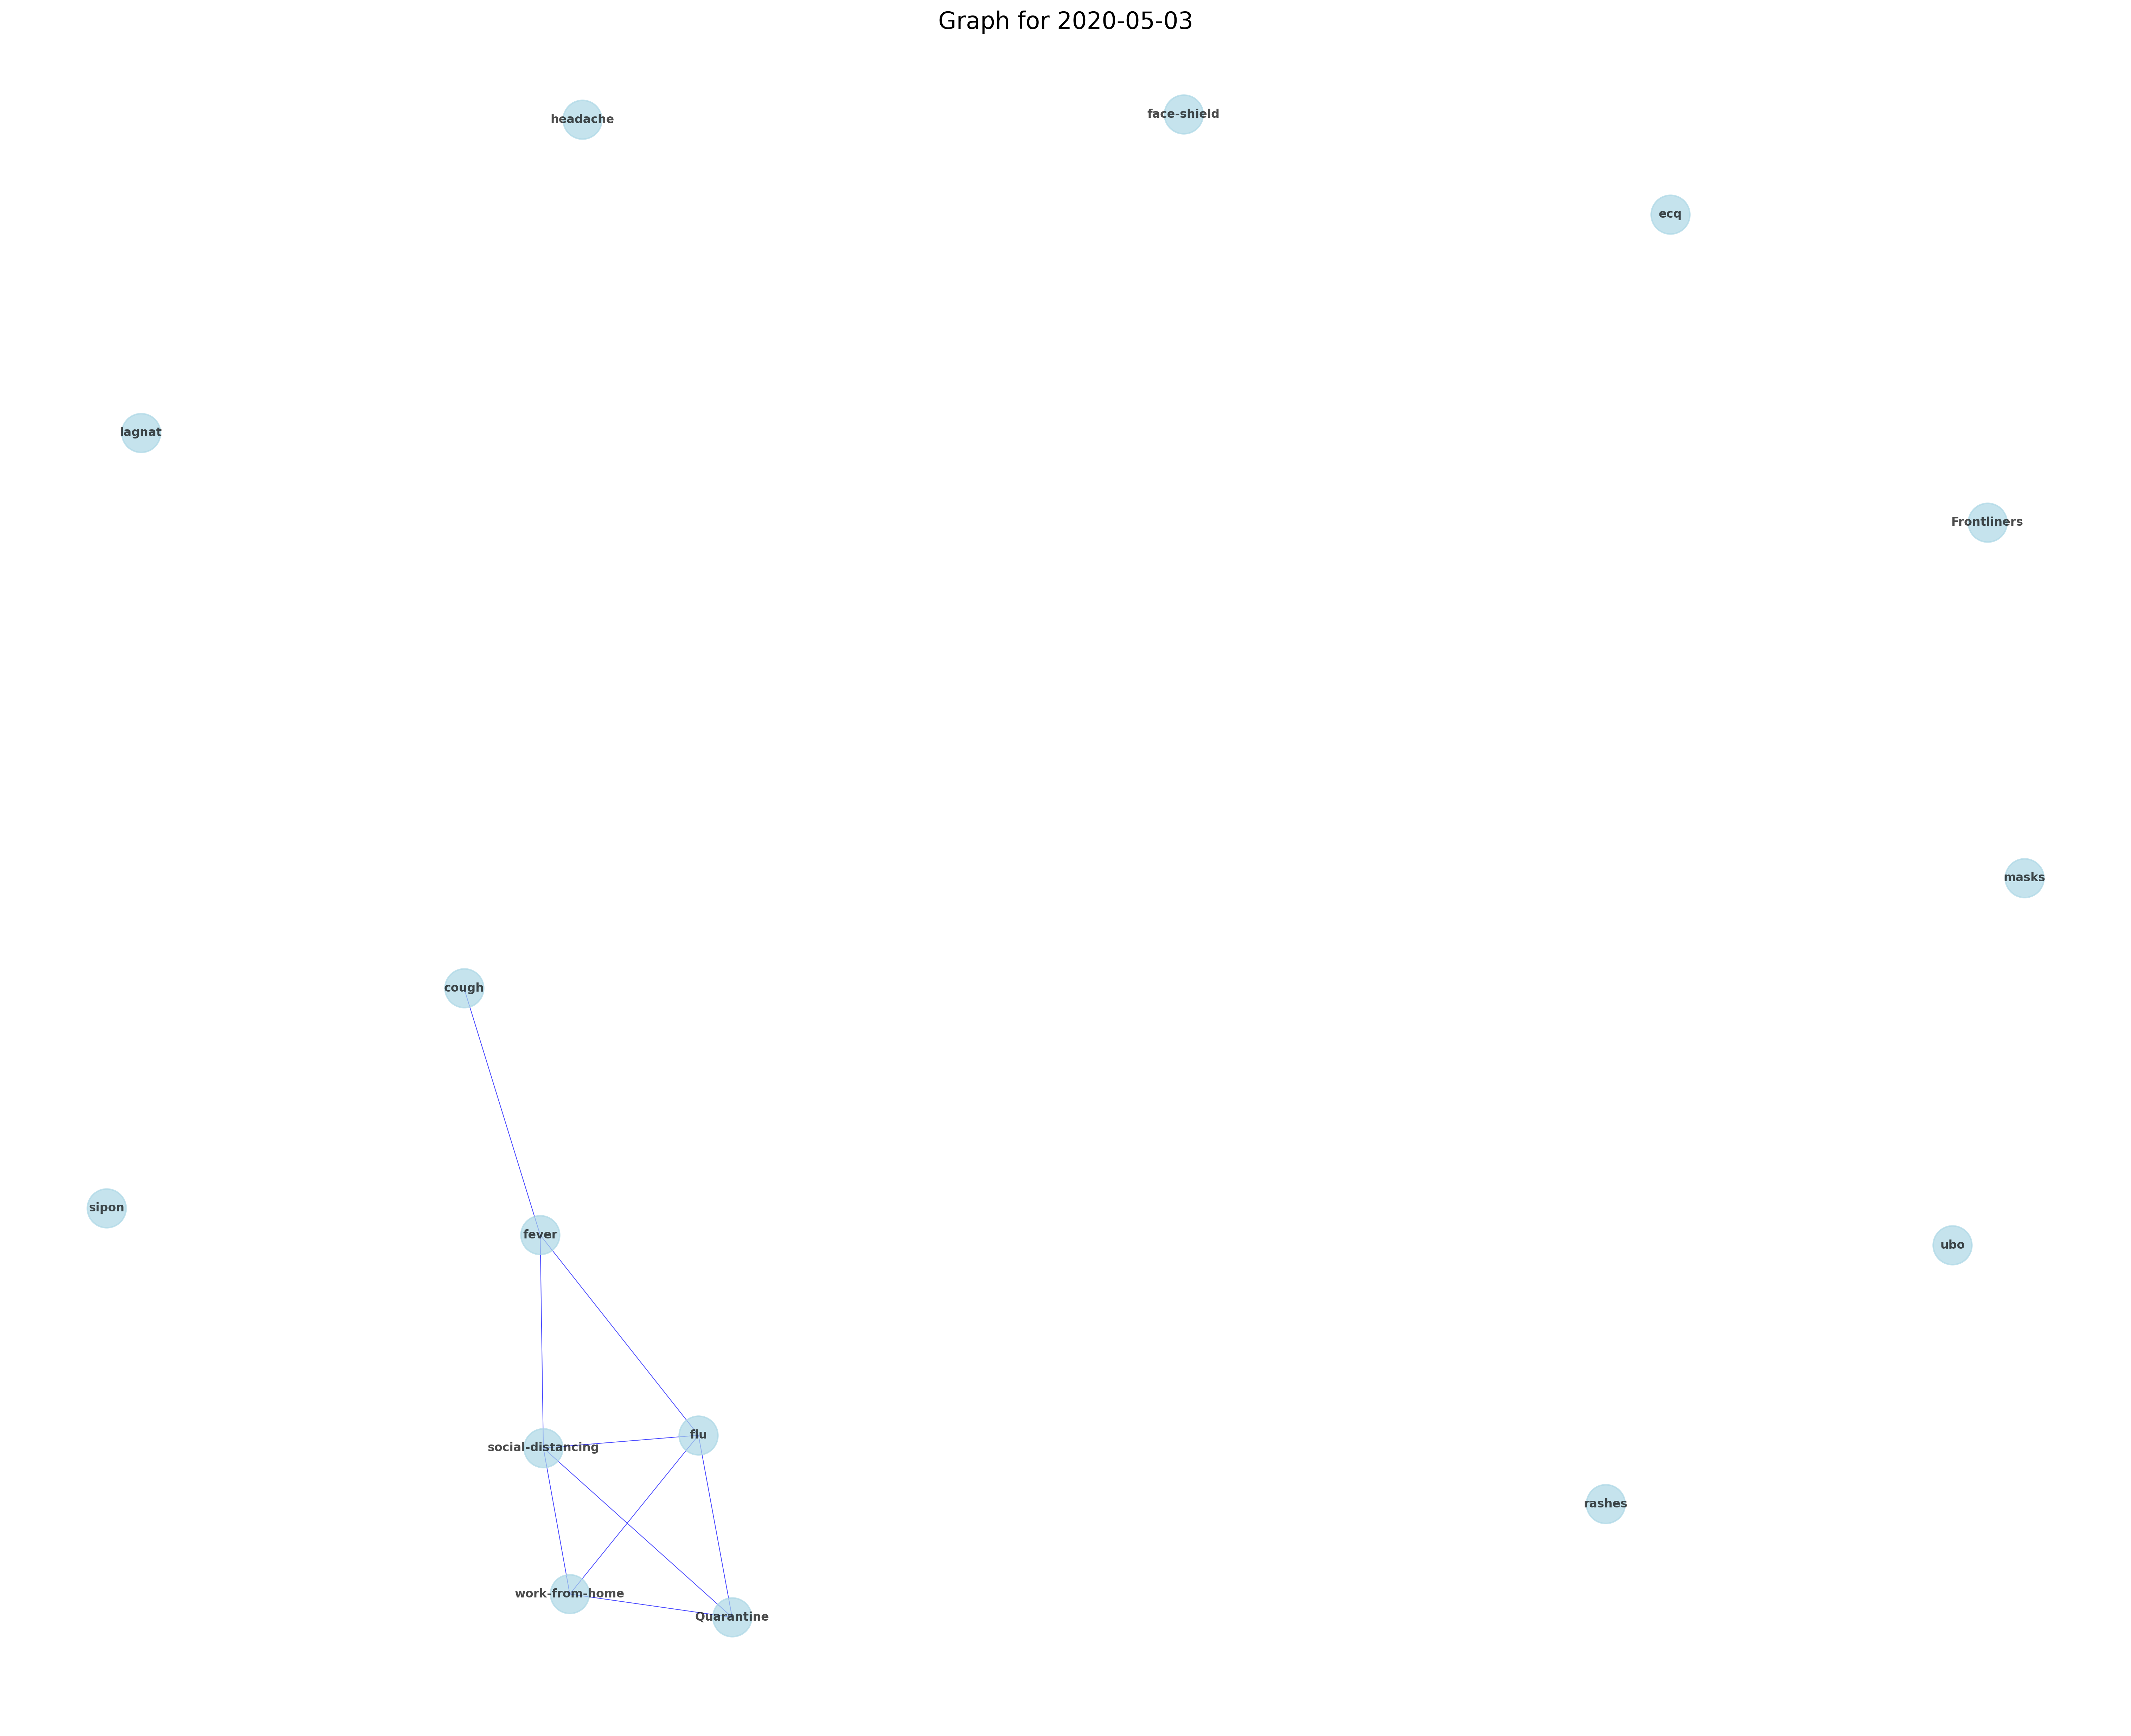 Graph for 2020-05-03
headache
face-shield
ecq
lagnat
Frontliners
masks
cough
sipon
fever
ubo
social-distancing
flu
rashes
work-from-home
Quarantine